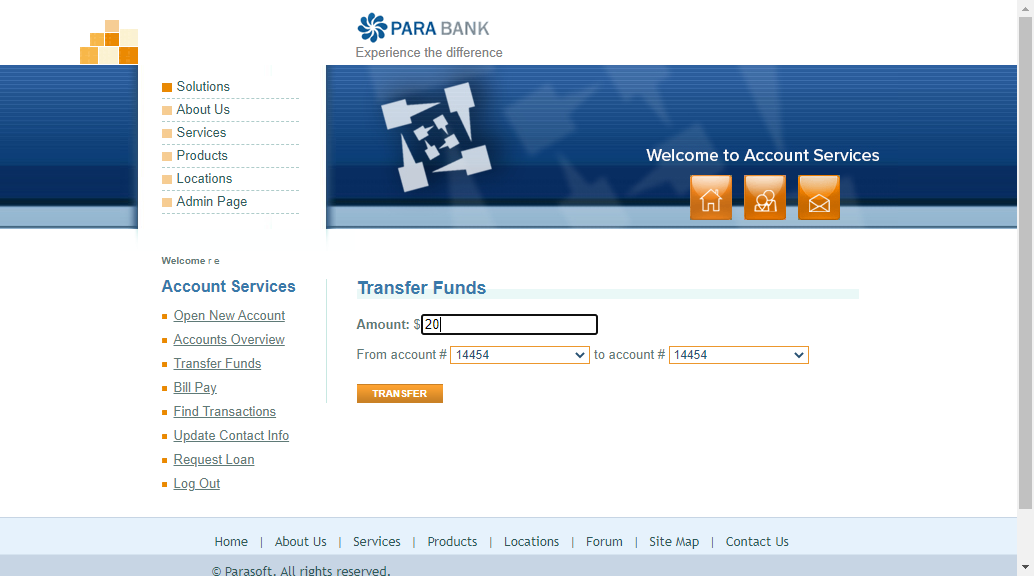 PARA BANK
Experience the difference
Solutions
About Us
Services
Products
Locations
Admin Page
Welcome to Account Services
Welcome r e
Account Services
Open New Account
Accounts Overview
Transfer Funds
Bill Pay
Find Transactions
Update Contact Info
Request Loan
Log Out
Transfer Funds
Amount: $ 20
From account # 14454 to account # 14454
TRANSFER
Home | About Us | Services | Products | Locations | Forum | Site Map | Contact Us
© Parasoft. All rights reserved.